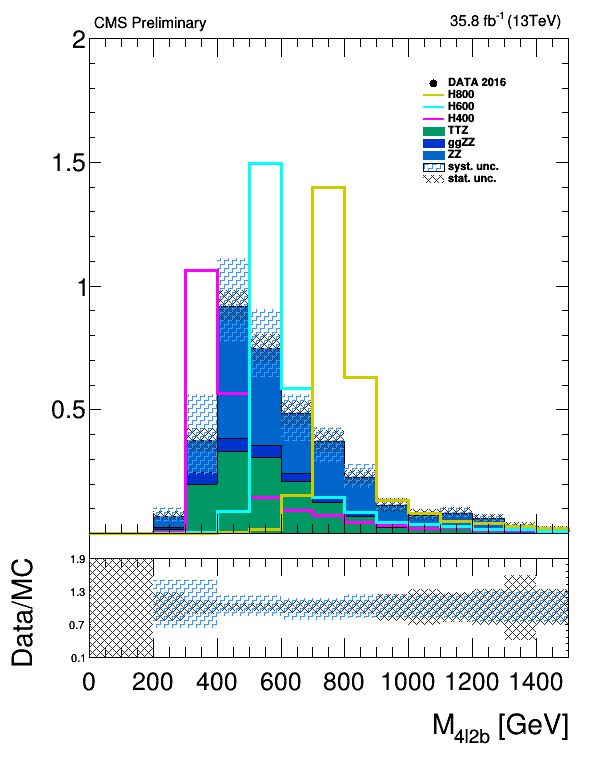 CMS Preliminary 35.8 fb⁻¹ (13TeV)
2
DATA 2016
H800
H600
H400
TTZ
ggZZ
ZZ
syst. unc.
stat. unc.
1.5
1
0.5
Data/MC
1.9
1.3
0.7
0.1
0 200 400 600 800 1000 1200 1400
M4l2b [GeV]